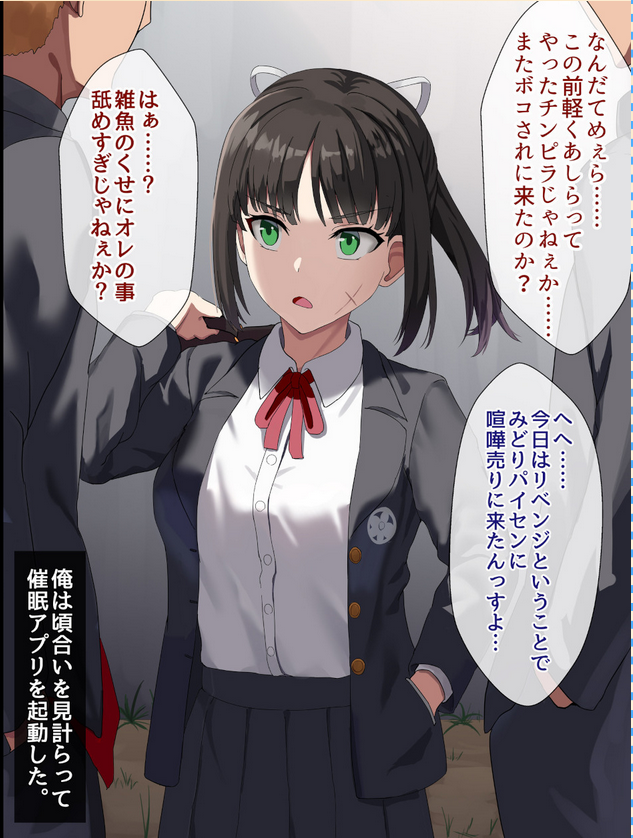 なんだてめぇら……
この前軽くあしらって
やったチンピラじゃねぇか……
またボコされに来たのか？
へへ……
今日はリベンジということで
みどりパイセンに
喧嘩売りに来たんっすよ…
はぁ……？
雑魚のくせにオレの事
舐めすぎじゃねぇか？
俺は頃合いを見計らって
催眠アプリを起動した。